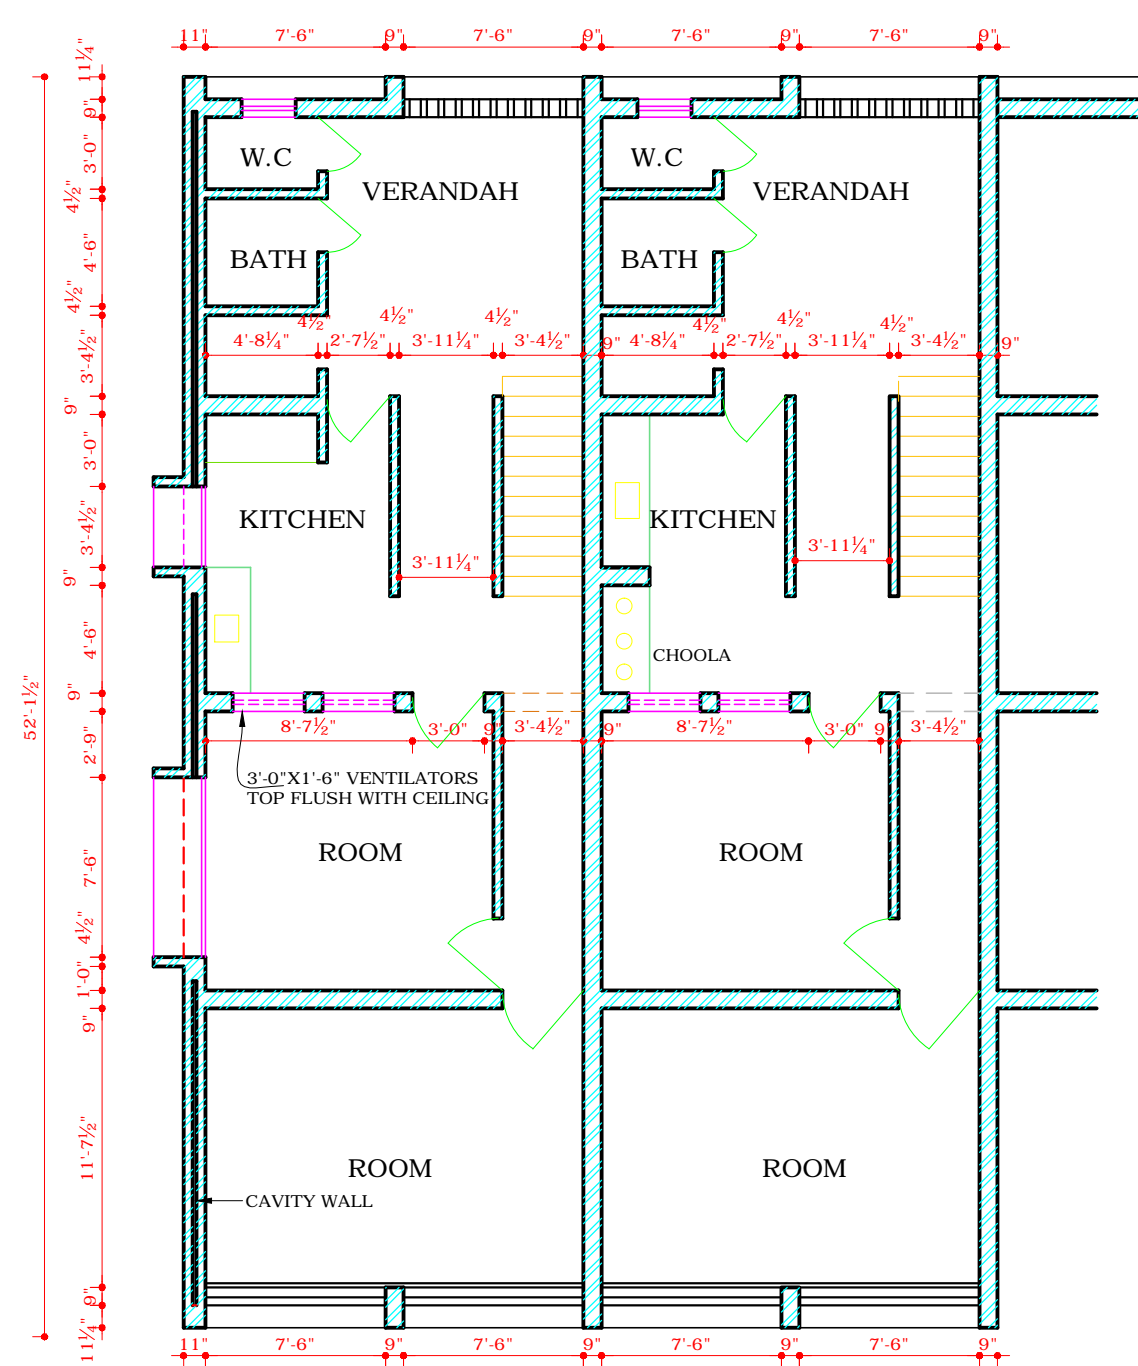 11" 7'-6" 9" 7'-6" 9" 7'-6" 9" 7'-6" 9"
11¼"
9"
3'-0"
4½"
4'-6"
4½"
3'-4½"
9"
3'-0"
3'-4½"
9"
4'-6"
9"
2'-9"
7'-6"
4½"
1'-0"
9"
11'-7½"
9"
11¼"
52'-1½"
W.C
W.C
VERANDAH
VERANDAH
BATH
BATH
4½" 4½" 4½" 4½" 4½" 4½"
4'-8¼" 2'-7½" 3'-11¼" 3'-4½" 9" 4'-8¼" 2'-7½" 3'-11¼" 3'-4½" 9"
KITCHEN
KITCHEN
3'-11¼"
3'-11¼"
CHOOLA
8'-7½" 3'-0" 9" 3'-4½" 9" 8'-7½" 3'-0" 9" 3'-4½"
3'-0"X1'-6" VENTILATORS
TOP FLUSH WITH CEILING
ROOM
ROOM
ROOM
ROOM
CAVITY WALL
11" 7'-6" 9" 7'-6" 9" 7'-6" 9" 7'-6" 9"